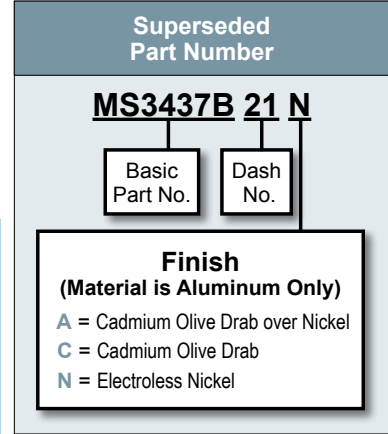 Superseded
Part Number
MS3437B 21 N
Basic
Part No.
Dash
No.
Finish
(Material is Aluminum Only)
A = Cadmium Olive Drab over Nickel
C = Cadmium Olive Drab
N = Electroless Nickel